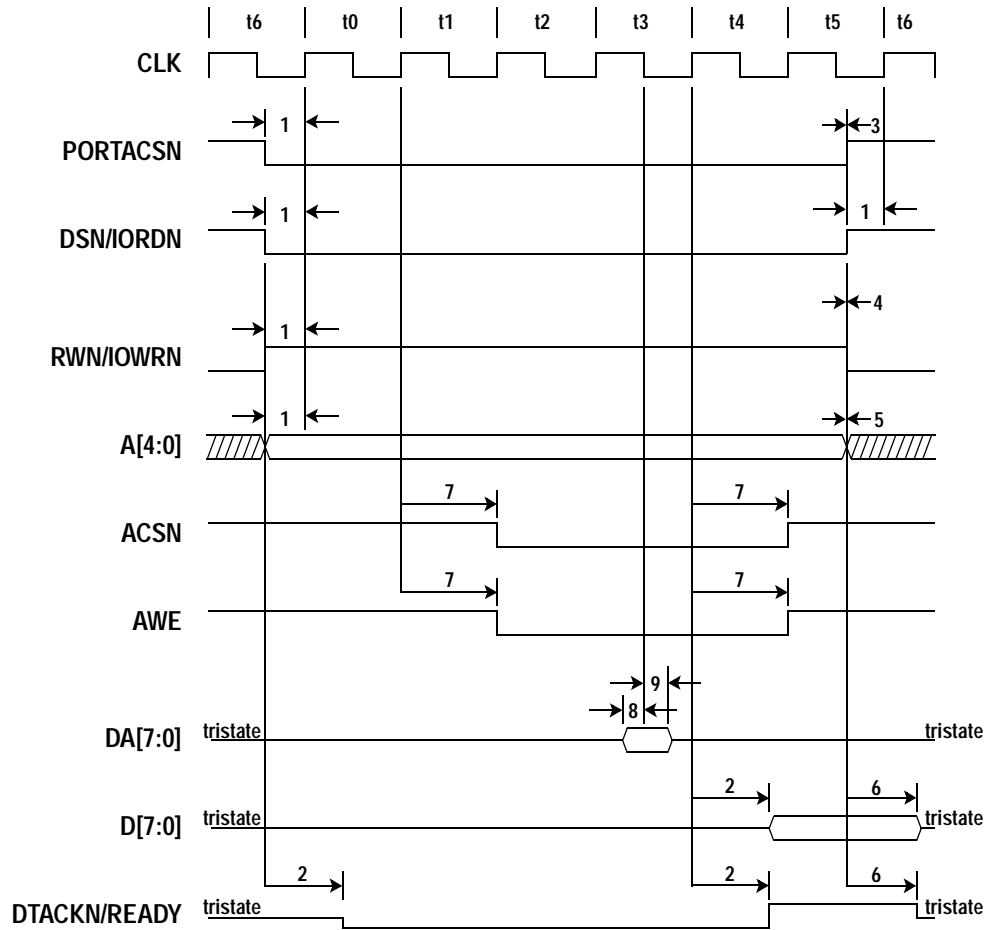 t6 t0 t1 t2 t3 t4 t5 t6
CLK
1 3
PORTACSN
1 1
DSN/IORDN
4
1
RWN/IOWRN
1 5
A[4:0]
7 7
ACSN
7 7
AWE
9
8
DA[7:0] tristate tristate
2 6
D[7:0] tristate tristate
2 2 6
DTACKN/READY tristate tristate